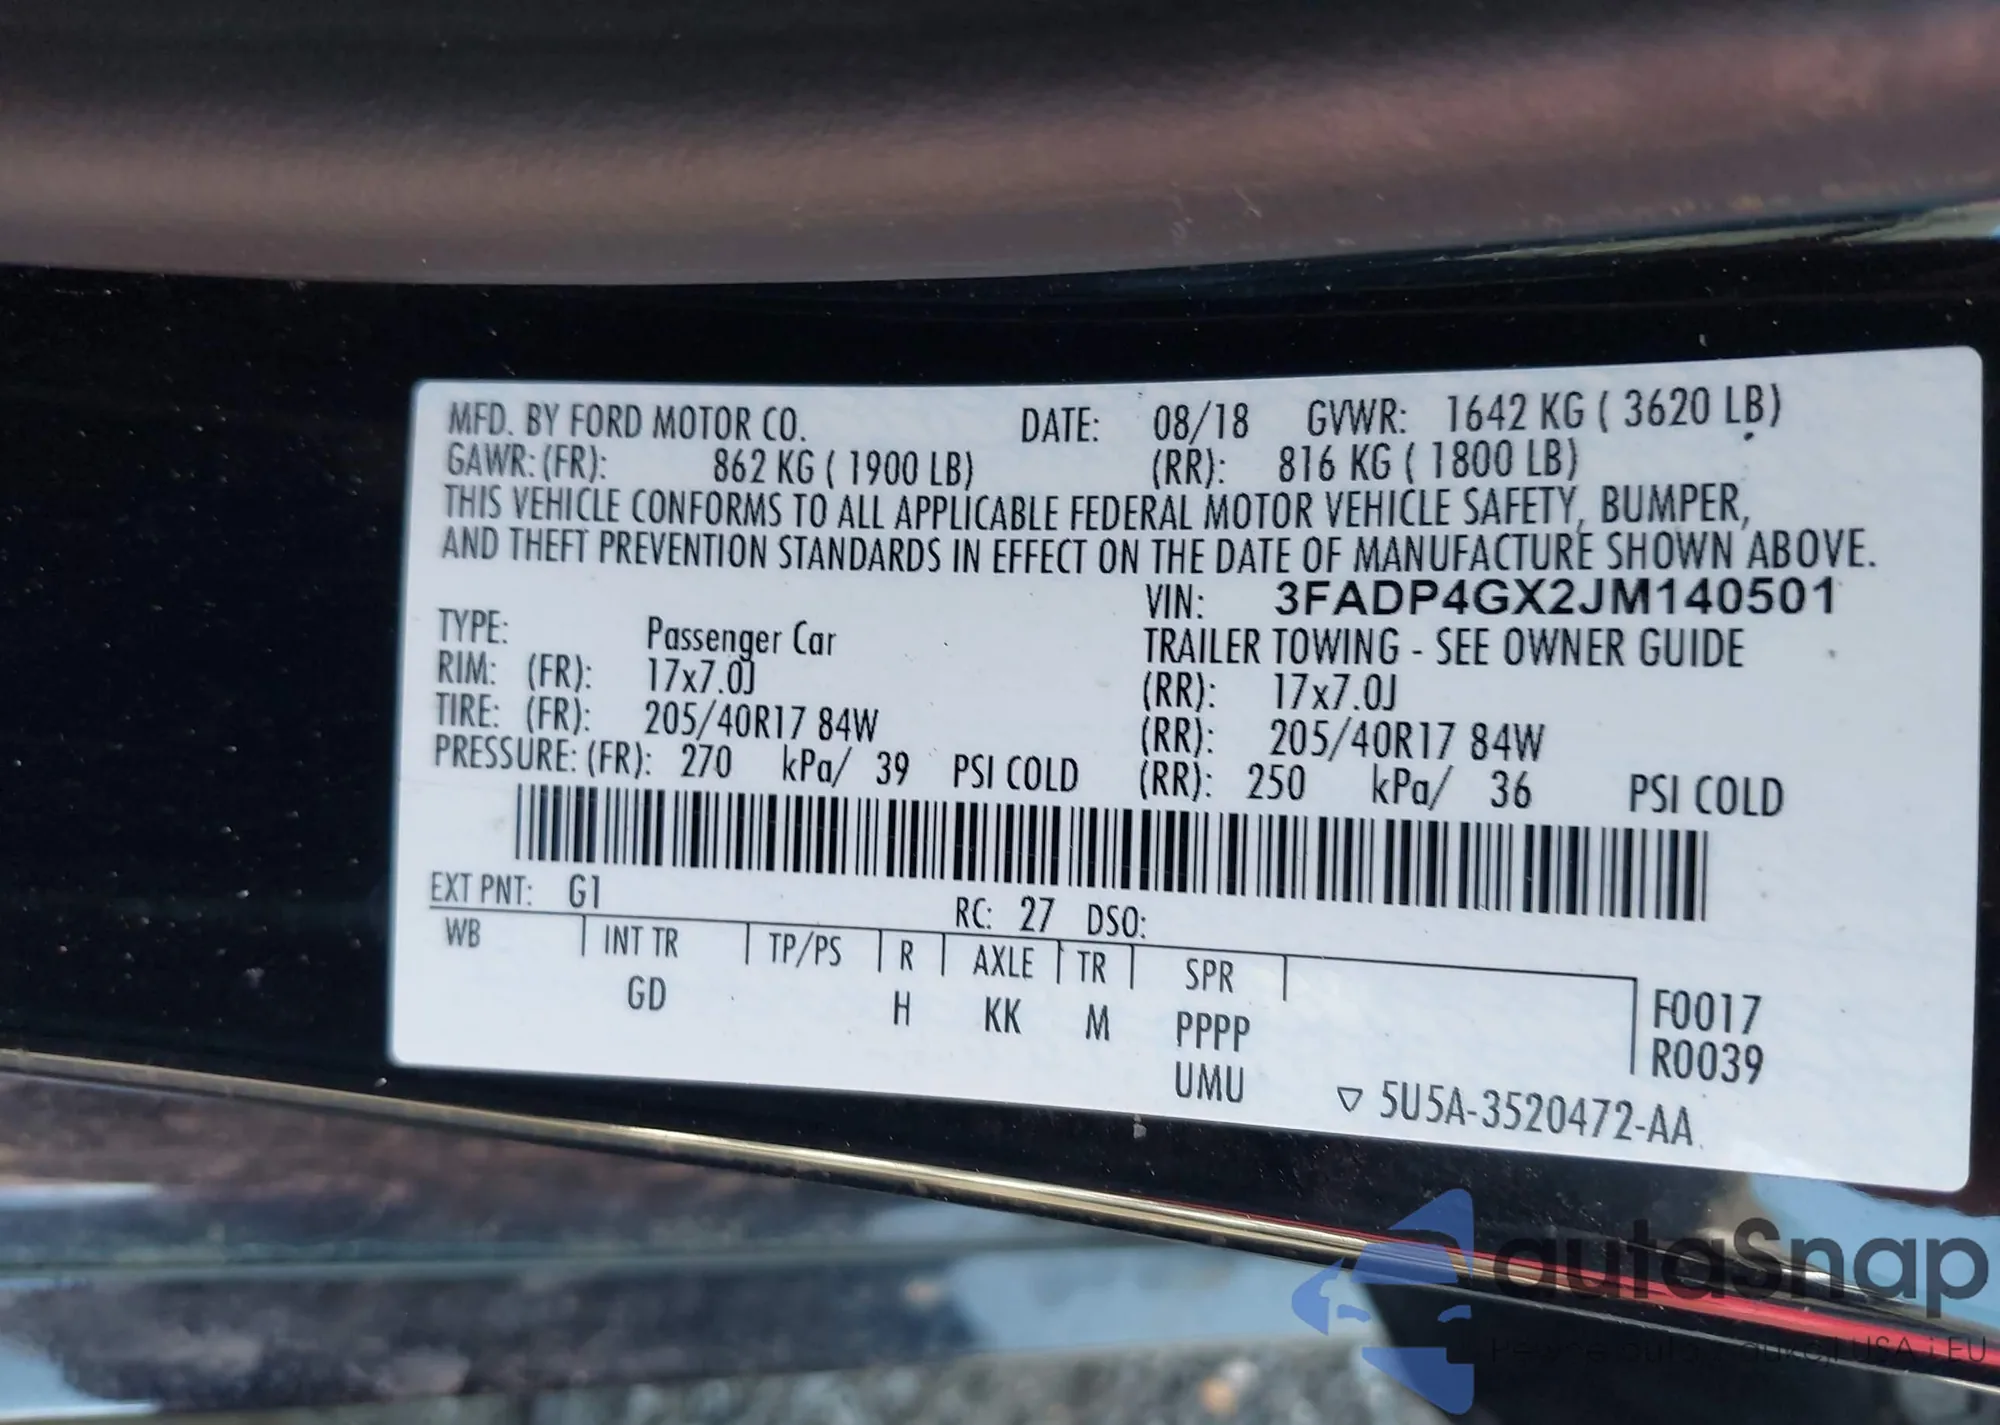 MFD. BY FORD MOTOR CO. DATE: 08/18 GVWR: 1642 KG ( 3620 LB)
GAWR: (FR): 862 KG ( 1900 LB) (RR): 816 KG ( 1800 LB)
THIS VEHICLE CONFORMS TO ALL APPLICABLE FEDERAL MOTOR VEHICLE SAFETY, BUMPER,
AND THEFT PREVENTION STANDARDS IN EFFECT ON THE DATE OF MANUFACTURE SHOWN ABOVE.
VIN: 3FADP4GX2JM140501
TYPE: Passenger Car TRAILER TOWING - SEE OWNER GUIDE
RIM: (FR): 17x7.0J (RR): 17x7.0J
TIRE: (FR): 205/40R17 84W (RR): 205/40R17 84W
PRESSURE: (FR): 270 kPa/ 39 PSI COLD (RR): 250 kPa/ 36 PSI COLD
EXT PNT: G1 RC: 27 DSO:
WB INT TR TP/PS R AXLE TR SPR
GD H KK M PPPP F0017
UMU R0039
▽ 5U5A-3520472-AA
autoSnap
USA i EU